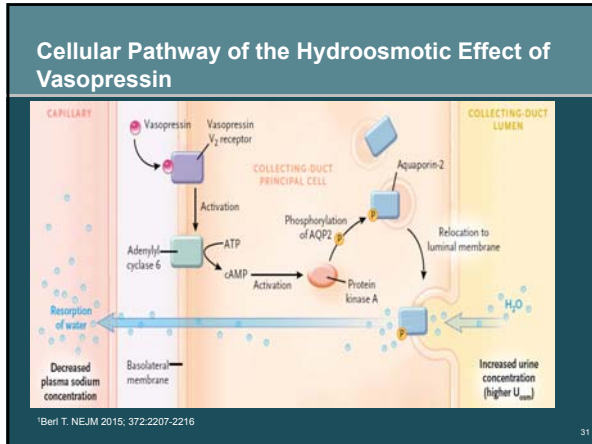 Cellular Pathway of the Hydroosmotic Effect of
Vasopressin
CAPILLARY
Vasopressin
Vasopressin
V₂ receptor
COLLECTING-DUCT
LUMEN
COLLECTING-DUCT
PRINCIPAL CELL
Aquaporin-2
Activation
Phosphorylation
of AQP2
P
P
Adenylyl
cyclase 6
ATP
cAMP
Activation
Protein
kinase A
Relocation to
luminal membrane
Resorption
of water
H₂O
P
Decreased
plasma sodium
concentration
Basolateral
membrane
Increased urine
concentration
(higher Uosm)
¹Berl T. NEJM 2015; 372:2207-2216
31